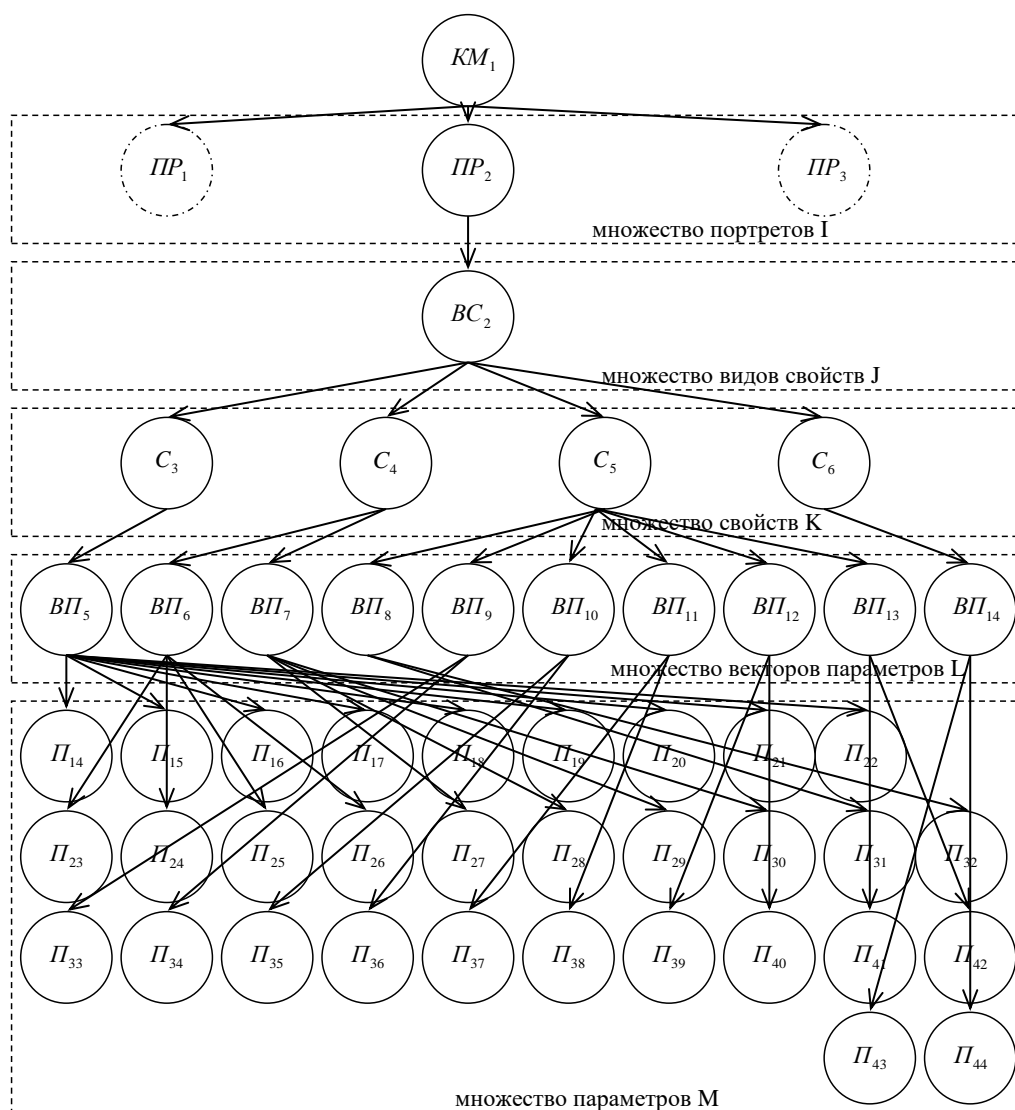 КМ₁
ПР₁ ПР₂ ПР₃
множество портретов I
ВС₂
множество видов свойств J
С₃ С₄ С₅ С₆
множество свойств K
ВП₅ ВП₆ ВП₇ ВП₈ ВП₉ ВП₁₀ ВП₁₁ ВП₁₂ ВП₁₃ ВП₁₄
множество векторов параметров L
П₁₄ П₁₅ П₁₆ П₁₇ П₁₈ П₁₉ П₂₀ П₂₁ П₂₂
П₂₃ П₂₄ П₂₅ П₂₆ П₂₇ П₂₈ П₂₉ П₃₀ П₃₁ П₃₂
П₃₃ П₃₄ П₃₅ П₃₆ П₃₇ П₃₈ П₃₉ П₄₀ П₄₁ П₄₂
П₄₃ П₄₄
множество параметров M